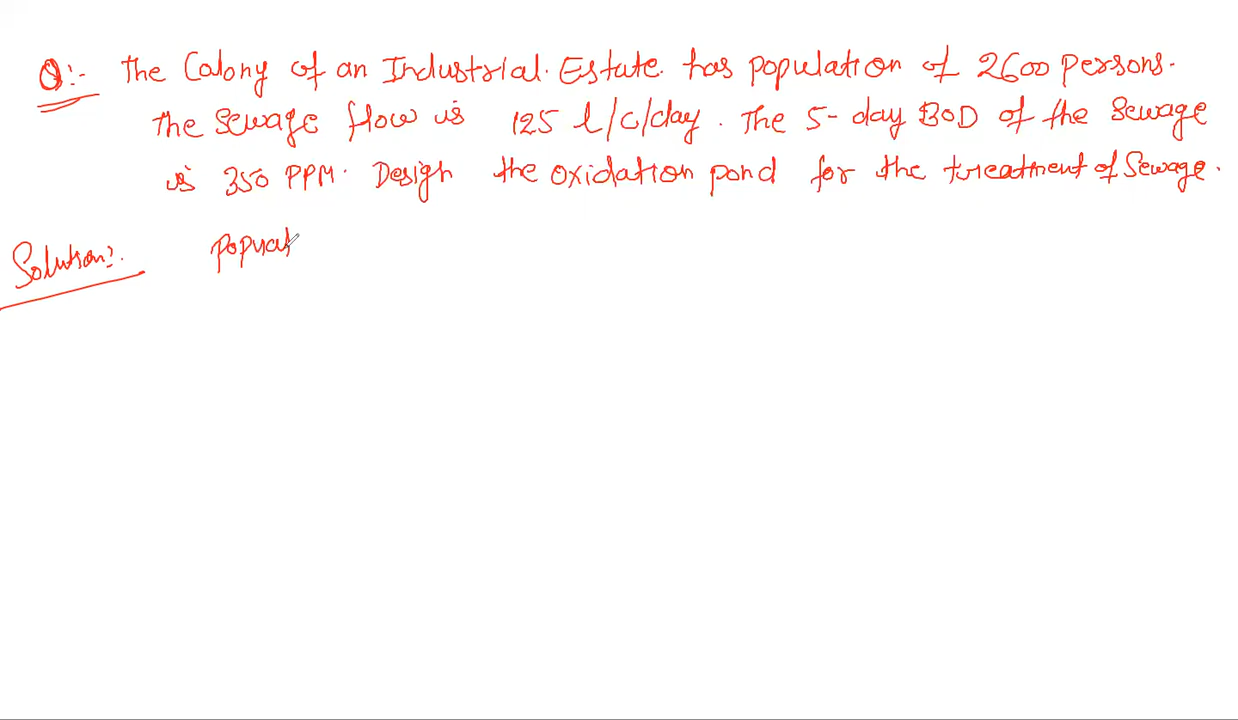 Q:- The Colony of an Industrial. Estate. has population of 2600 persons.
The sewage flow is 125 l/c/day. The 5-day BOD of the sewage
is 350 PPM. Design the oxidation pond for the treatment of sewage.
Solution:.
populat